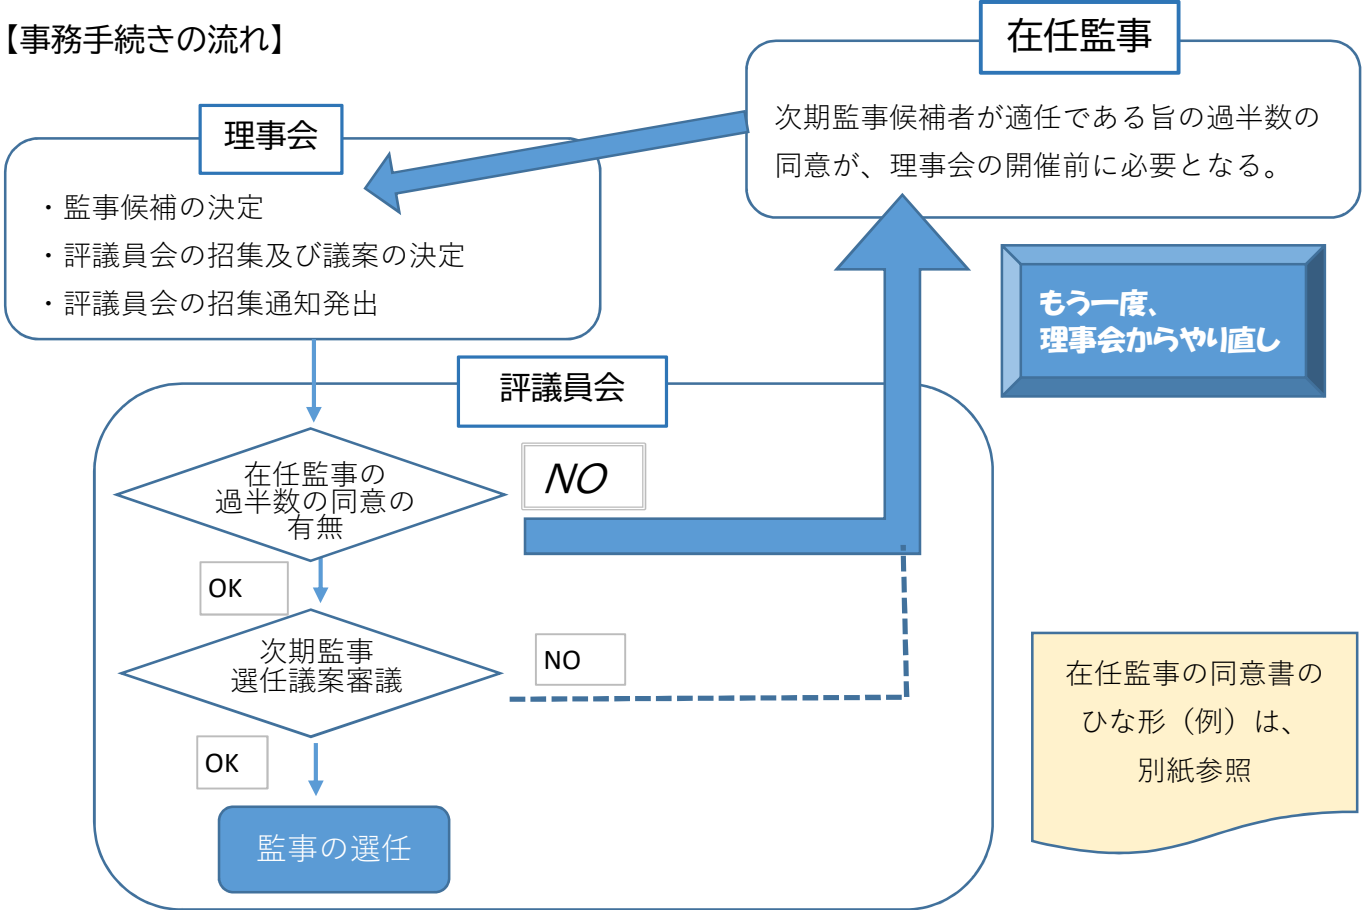 【事務手続きの流れ】
在任監事
次期監事候補者が適任である旨の過半数の
同意が、理事会の開催前に必要となる。
理事会
・監事候補の決定
・評議員会の招集及び議案の決定
・評議員会の招集通知発出
もう一度、
理事会からやり直し
評議員会
在任監事の
過半数の同意の
有無
NO
OK
次期監事
選任議案審議
NO
OK
監事の選任
在任監事の同意書の
ひな形（例）は、
別紙参照